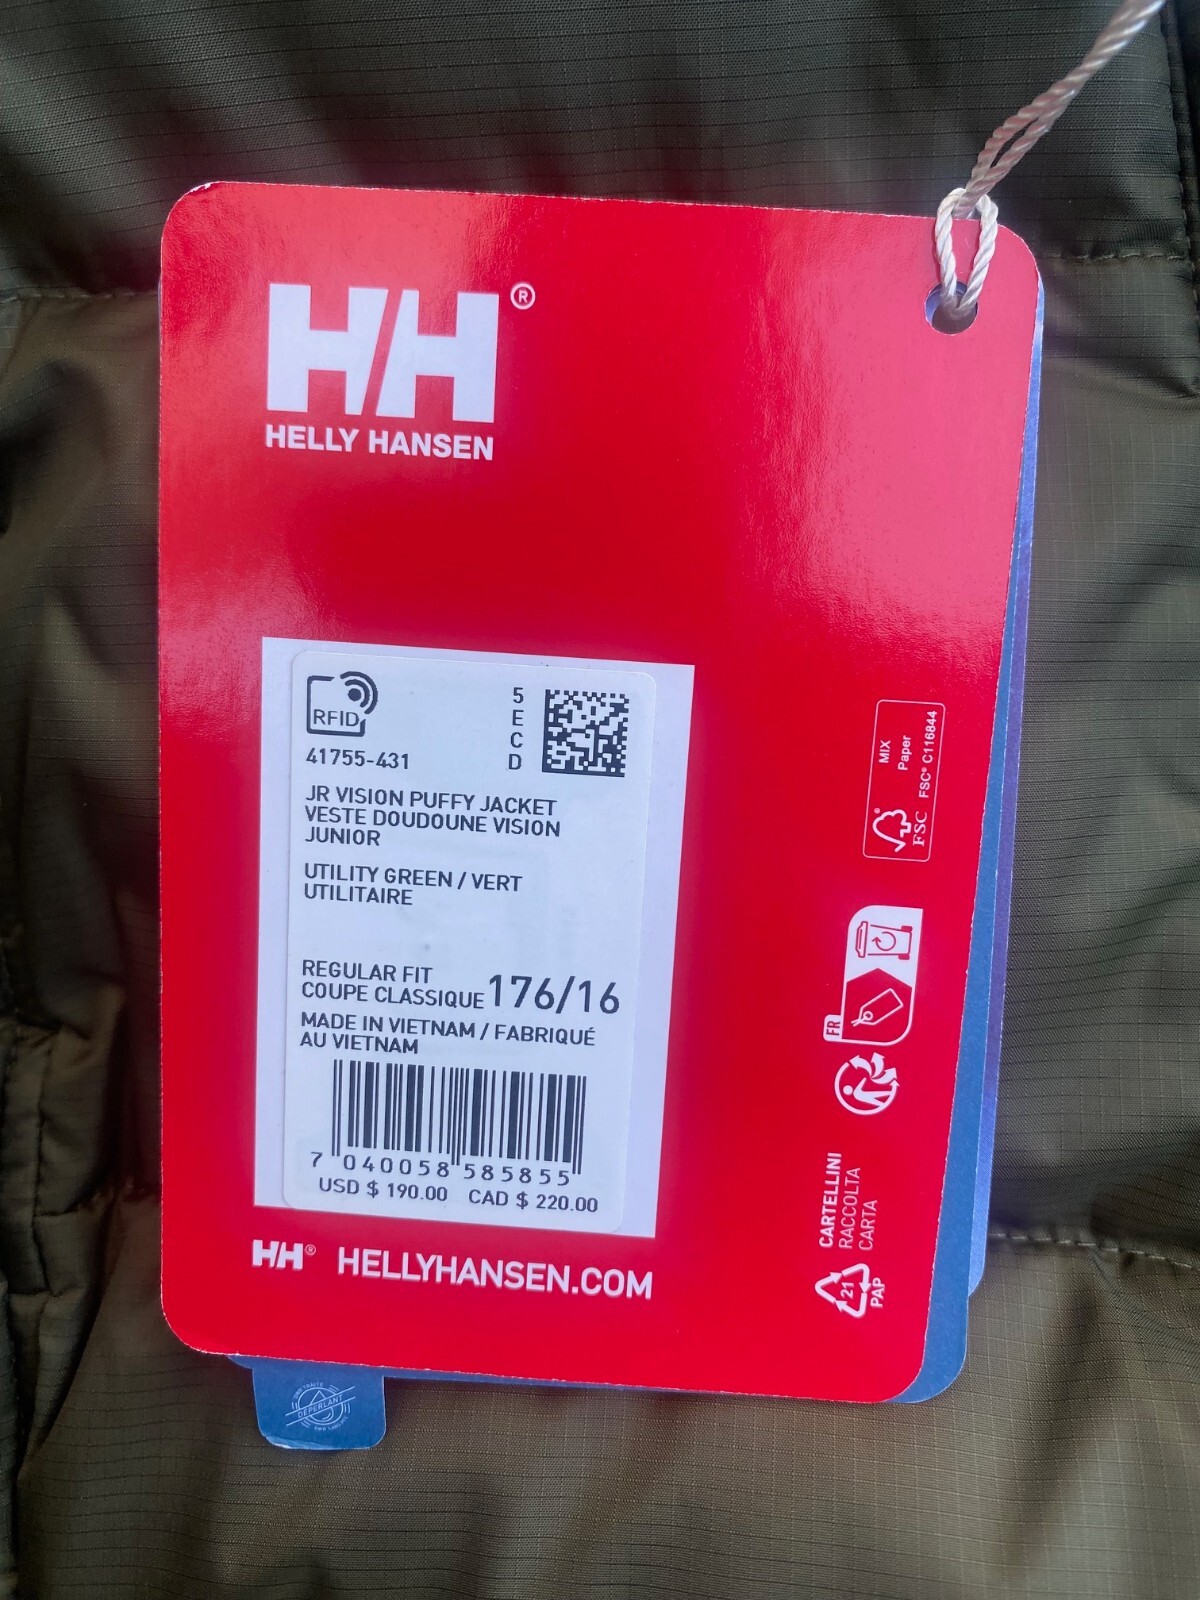 HH®
HELLY HANSEN
RFID
5
E
C
D
41755-431
JR VISION PUFFY JACKET
VESTE DOUDOUNE VISION
JUNIOR
UTILITY GREEN / VERT
UTILITAIRE
REGULAR FIT
COUPE CLASSIQUE 176/16
MADE IN VIETNAM / FABRIQUÉ
AU VIETNAM
7 040058 585855
USD $ 190.00 CAD $ 220.00
HH® HELLYHANSEN.COM
MIX
Paper
FSC® C116844
FSC
FR
CARTELLINI
RACCOLTA
CARTA
21
PAP
DÉPERLANT